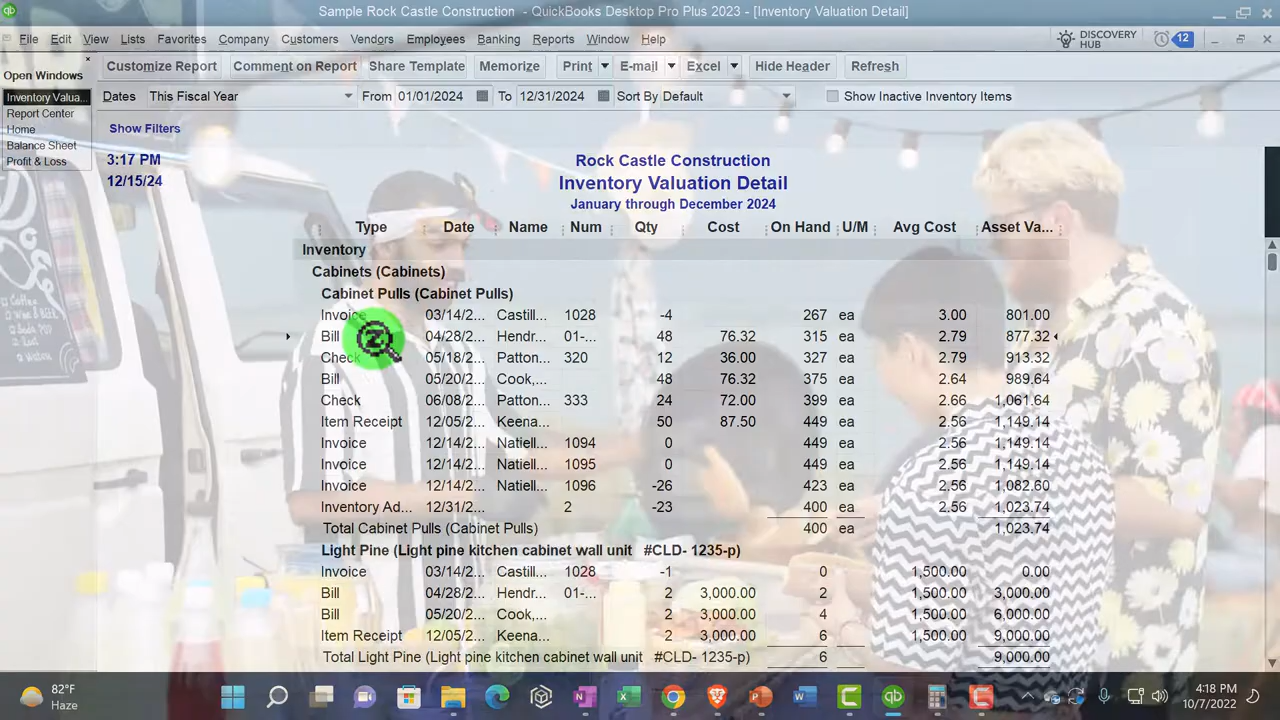 Sample Rock Castle Construction - QuickBooks Desktop Pro Plus 2023 - [Inventory Valuation Detail]
File Edit View Lists Favorites Company Customers Vendors Employees Banking Reports Window Help DISCOVERY HUB 12
Open Windows
Customize Report Comment on Report Share Template Memorize Print E-mail Excel Hide Header Refresh
Inventory Valua...
Report Center
Home
Balance Sheet
Profit & Loss
Dates This Fiscal Year From 01/01/2024 To 12/31/2024 Sort By Default Show Inactive Inventory Items
Show Filters
3:17 PM
12/15/24
Rock Castle Construction
Inventory Valuation Detail
January through December 2024
Type Date Name Num Qty Cost On Hand U/M Avg Cost Asset Va...
Inventory
Cabinets (Cabinets)
Cabinet Pulls (Cabinet Pulls)
Invoice 03/14/2... Castill... 1028 -4 267 ea 3.00 801.00
Bill 04/28/2... Hendr... 01-... 48 76.32 315 ea 2.79 877.32
Check 05/18/2... Patton... 320 12 36.00 327 ea 2.79 913.32
Bill 05/20/2... Cook,... 48 76.32 375 ea 2.64 989.64
Check 06/08/2... Patton... 333 24 72.00 399 ea 2.66 1,061.64
Item Receipt 12/05/2... Keena... 50 87.50 449 ea 2.56 1,149.14
Invoice 12/14/2... Natiell... 1094 0 449 ea 2.56 1,149.14
Invoice 12/14/2... Natiell... 1095 0 449 ea 2.56 1,149.14
Invoice 12/14/2... Natiell... 1096 -26 423 ea 2.56 1,082.60
Inventory Ad... 12/31/2... 2 -23 400 ea 2.56 1,023.74
Total Cabinet Pulls (Cabinet Pulls) 400 ea 1,023.74
Light Pine (Light pine kitchen cabinet wall unit #CLD- 1235-p)
Invoice 03/14/2... Castill... 1028 -1 0 1,500.00 0.00
Bill 04/28/2... Hendr... 01-... 2 3,000.00 2 1,500.00 3,000.00
Bill 05/20/2... Cook,... 2 3,000.00 4 1,500.00 6,000.00
Item Receipt 12/05/2... Keena... 2 3,000.00 6 1,500.00 9,000.00
Total Light Pine (Light pine kitchen cabinet wall unit #CLD- 1235-p) 6 9,000.00
82°F
Haze
4:18 PM
10/7/2022